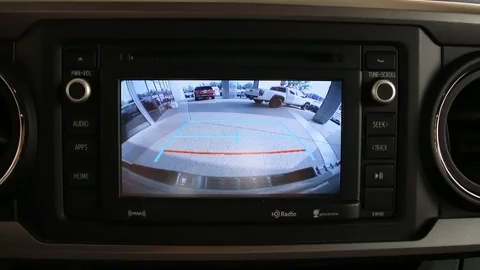 PWR·VOL
TUNE·SCROLL
AUDIO
SEEK›
APPS
‹TRACK
HOME
HD Radio